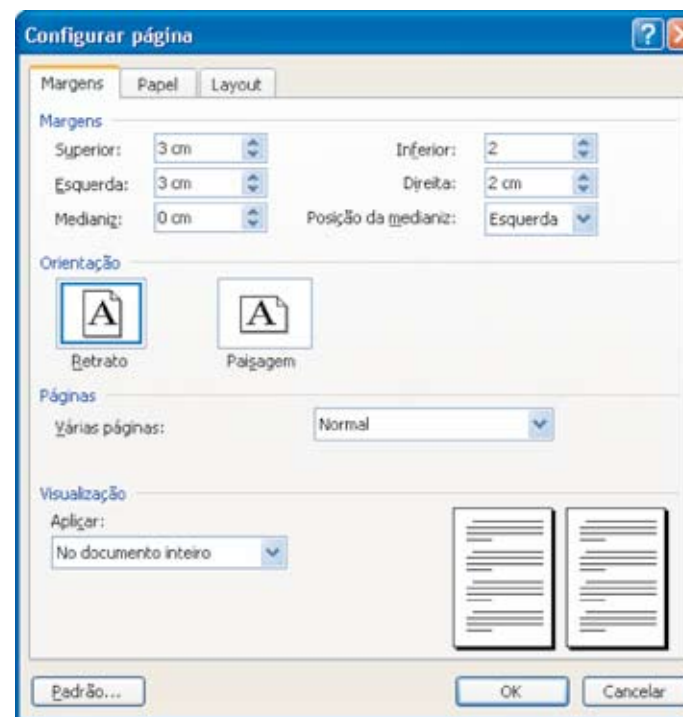 Configurar página
Margens Papel Layout
Margens
Superior: 3 cm Inferior: 2
Esquerda: 3 cm Direita: 2 cm
Medianiz: 0 cm Posição da medianiz: Esquerda
Orientação
A A
Retrato Paisagem
Páginas
Várias páginas: Normal
Visualização
Aplicar:
No documento inteiro
Padrão... OK Cancelar